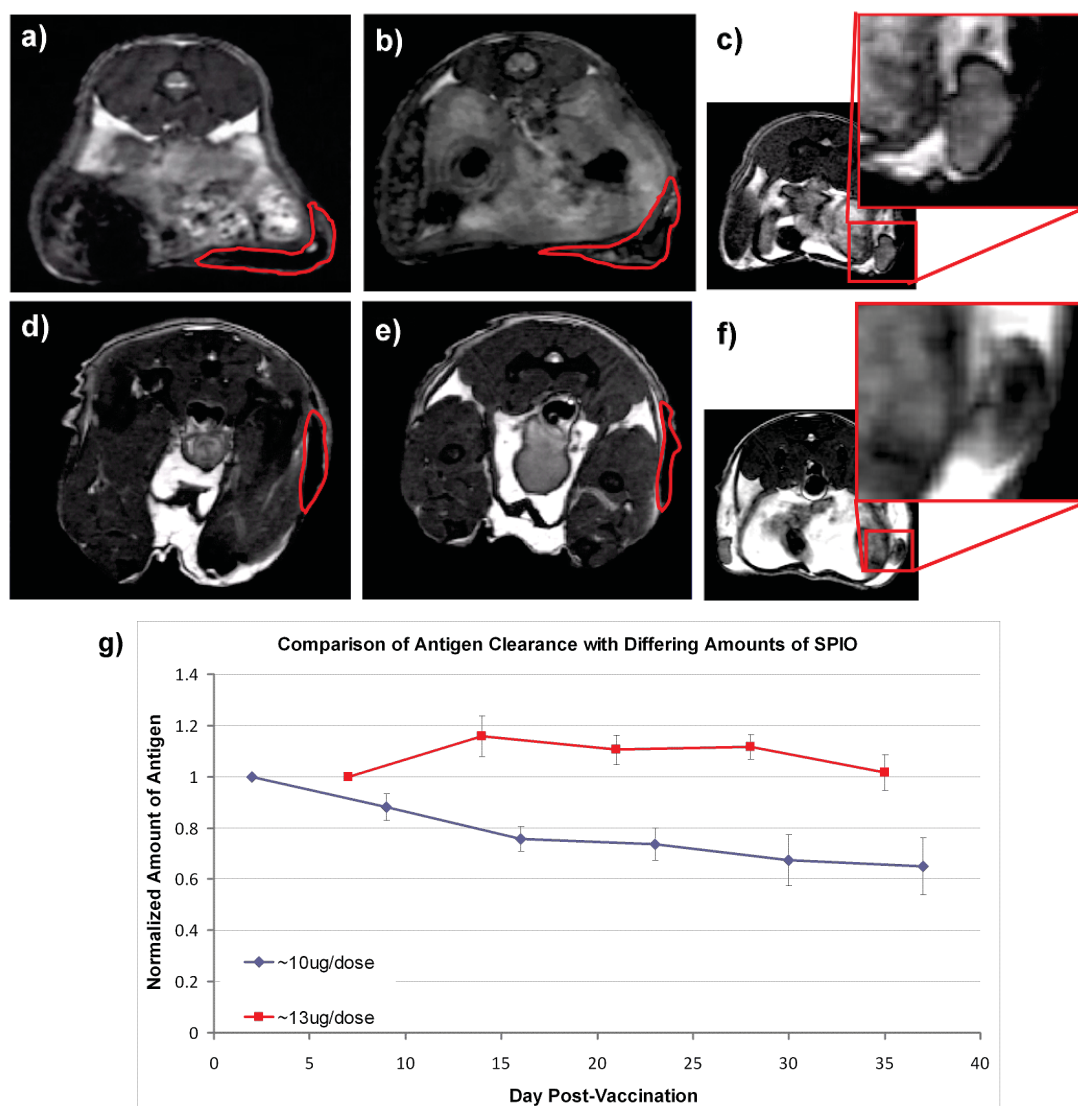 a)
b)
c)
d)
e)
f)
g)
Comparison of Antigen Clearance with Differing Amounts of SPIO
Normalized Amount of Antigen
1.4
1.2
1
0.8
0.6
0.4
0.2
0
~10ug/dose
~13ug/dose
0 5 10 15 20 25 30 35 40
Day Post-Vaccination